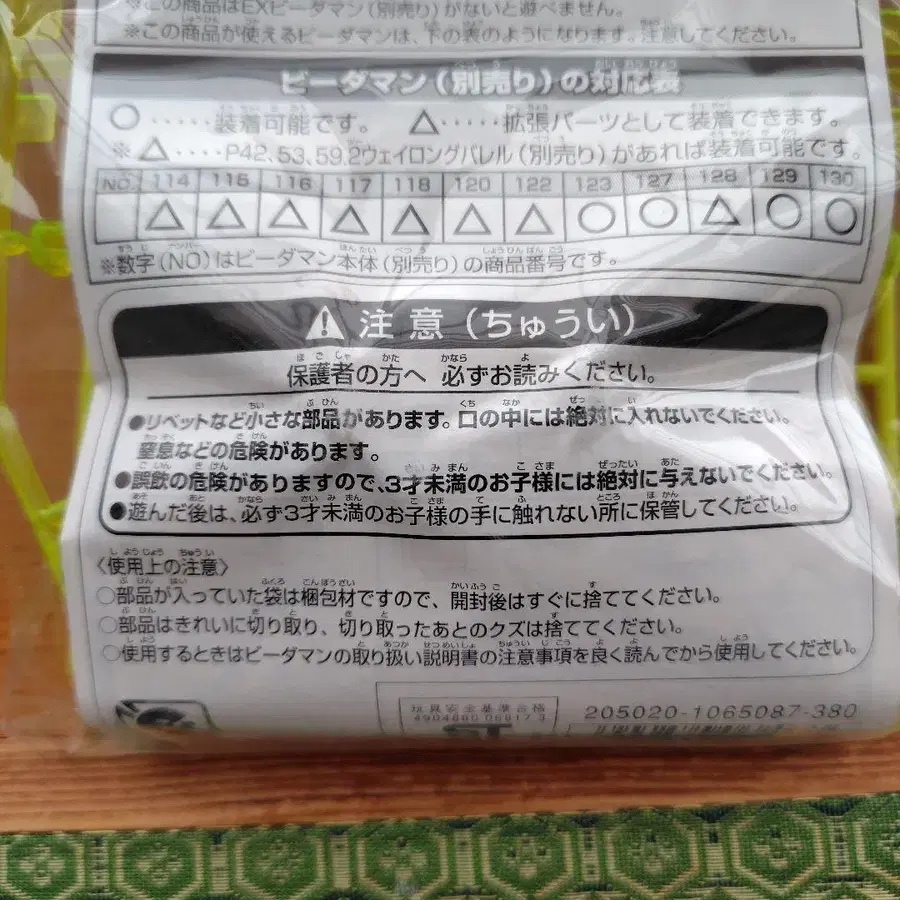 ※この商品はEXビーダマン(別売り)がないと遊べません。
※この商品が使えるビーダマンは、下の表のようになります。注意してください。
ビーダマン(別売り)の対応表
○‥‥‥装着可能です。 △‥‥‥拡張パーツとして装着できます。
※△‥‥P42、53、59.2ウェイロングバレル(別売り)があれば装着可能です。
NO. 114 115 116 117 118 120 122 123 127 128 129 130
△ △ △ △ △ △ △ ○ ○ △ ○ ○
※数字(NO)はビーダマン本体(別売り)の商品番号です。
⚠注意(ちゅうい)
保護者の方へ 必ずお読みください。
●リベットなど小さな部品があります。口の中には絶対に入れないでください。
窒息などの危険があります。
●誤飲の危険がありますので、3才未満のお子様には絶対に与えないでください。
●遊んだ後は、必ず3才未満のお子様の手に触れない所に保管してください。
〈使用上の注意〉
○部品が入っていた袋は梱包材ですので、開封後はすぐに捨ててください。
○部品はきれいに切り取り、切り取ったあとのクズは捨ててください。
○使用するときはビーダマンの取り扱い説明書の注意事項を良く読んでから使用してください。
玩具安全基準合格
4904880 06817 3
ST
205020-1065087-380